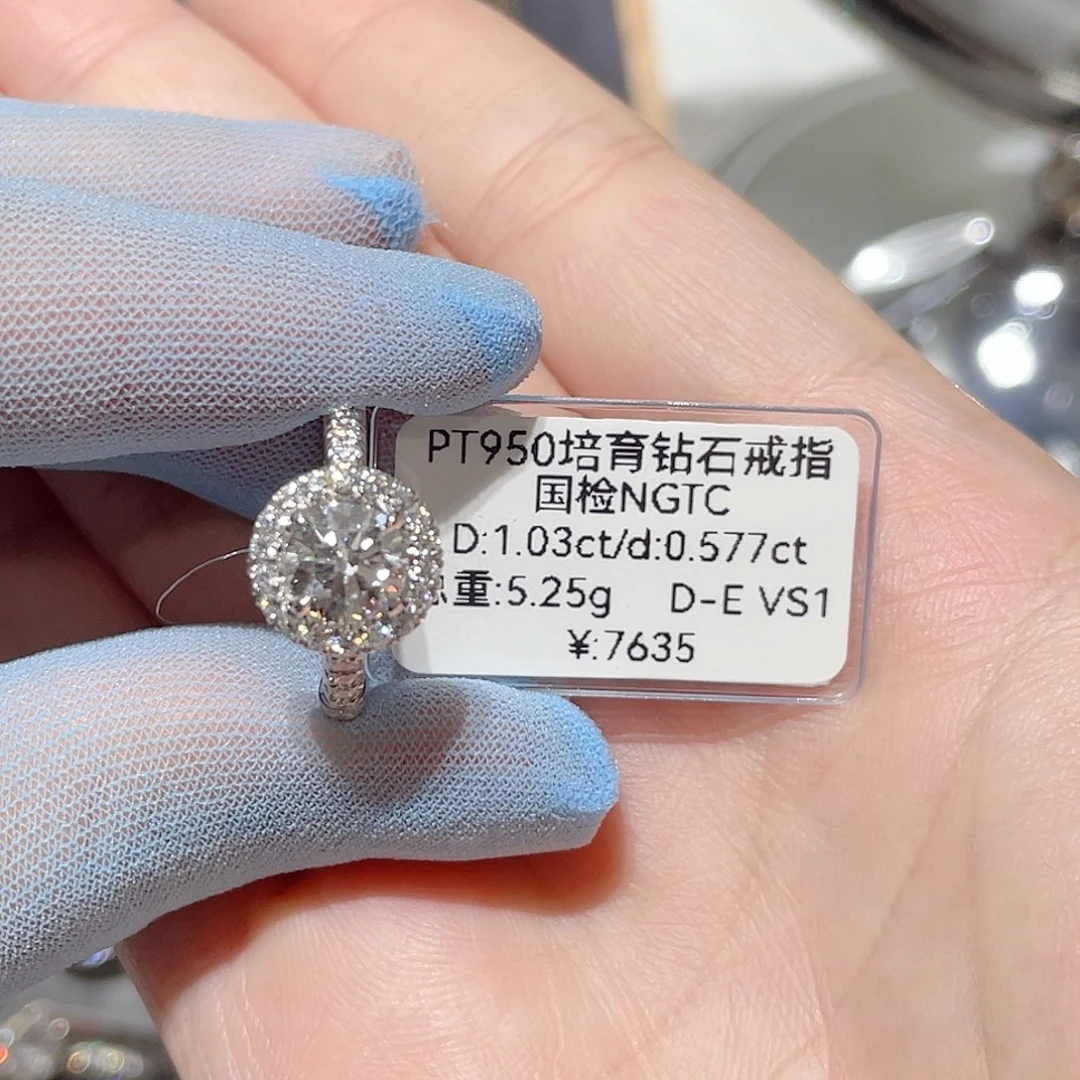 PT950培育钻石戒指
国检NGTC
D:1.03ct/d:0.577ct
重:5.25g D-E VS1
¥:7635